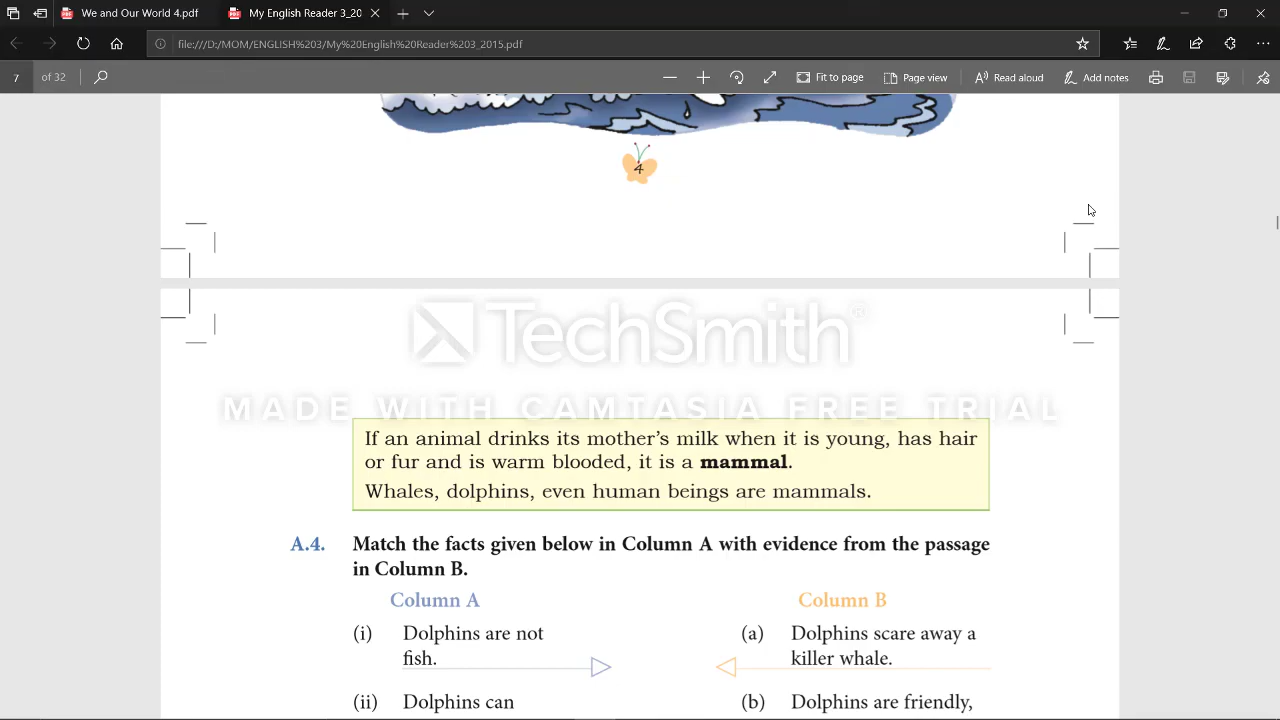 We and Our World 4.pdf
My English Reader 3_20
file:///D:/MOM/ENGLISH%203/My%20English%20Reader%203_2015.pdf
7 of 32
Fit to page
Page view
Read aloud
Add notes
4
TechSmith®
MADE WITH CAMTASIA FREE TRIAL
If an animal drinks its mother's milk when it is young, has hair
or fur and is warm blooded, it is a mammal.
Whales, dolphins, even human beings are mammals.
A.4. Match the facts given below in Column A with evidence from the passage
in Column B.
Column A Column B
(i) Dolphins are not (a) Dolphins scare away a
fish. killer whale.
(ii) Dolphins can (b) Dolphins are friendly,